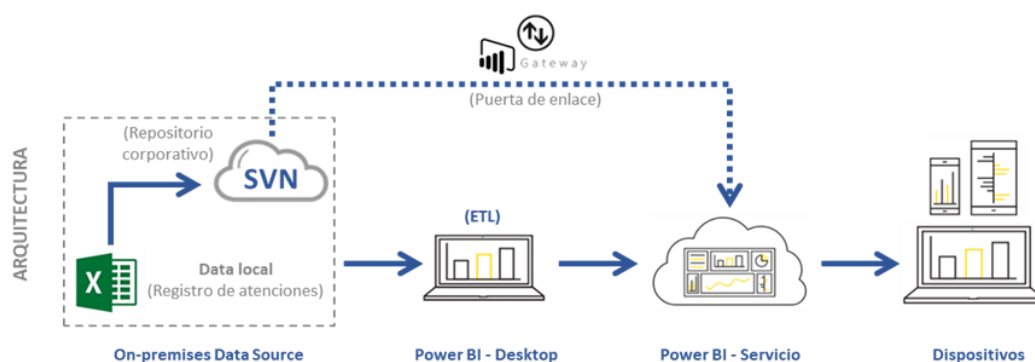 Gateway
(Puerta de enlace)
ARQUITECTURA
(Repositorio
corporativo)
SVN
(ETL)
X
Data local
(Registro de atenciones)
On-premises Data Source
Power BI - Desktop
Power BI - Servicio
Dispositivos